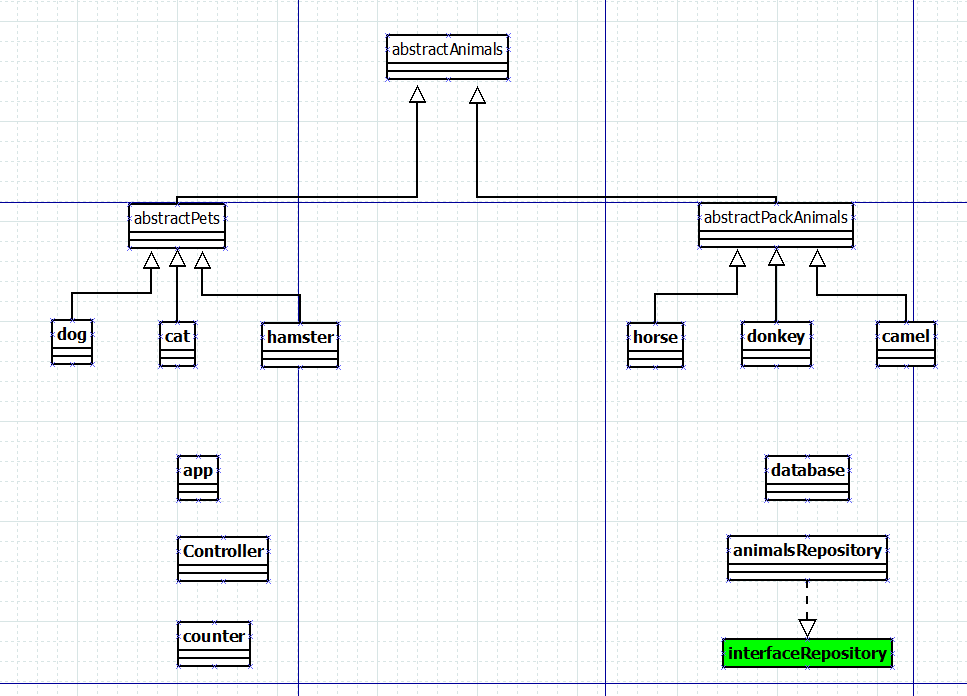 abstractAnimals
abstractPets
abstractPackAnimals
dog
cat
hamster
horse
donkey
camel
app
database
Controller
animalsRepository
counter
interfaceRepository